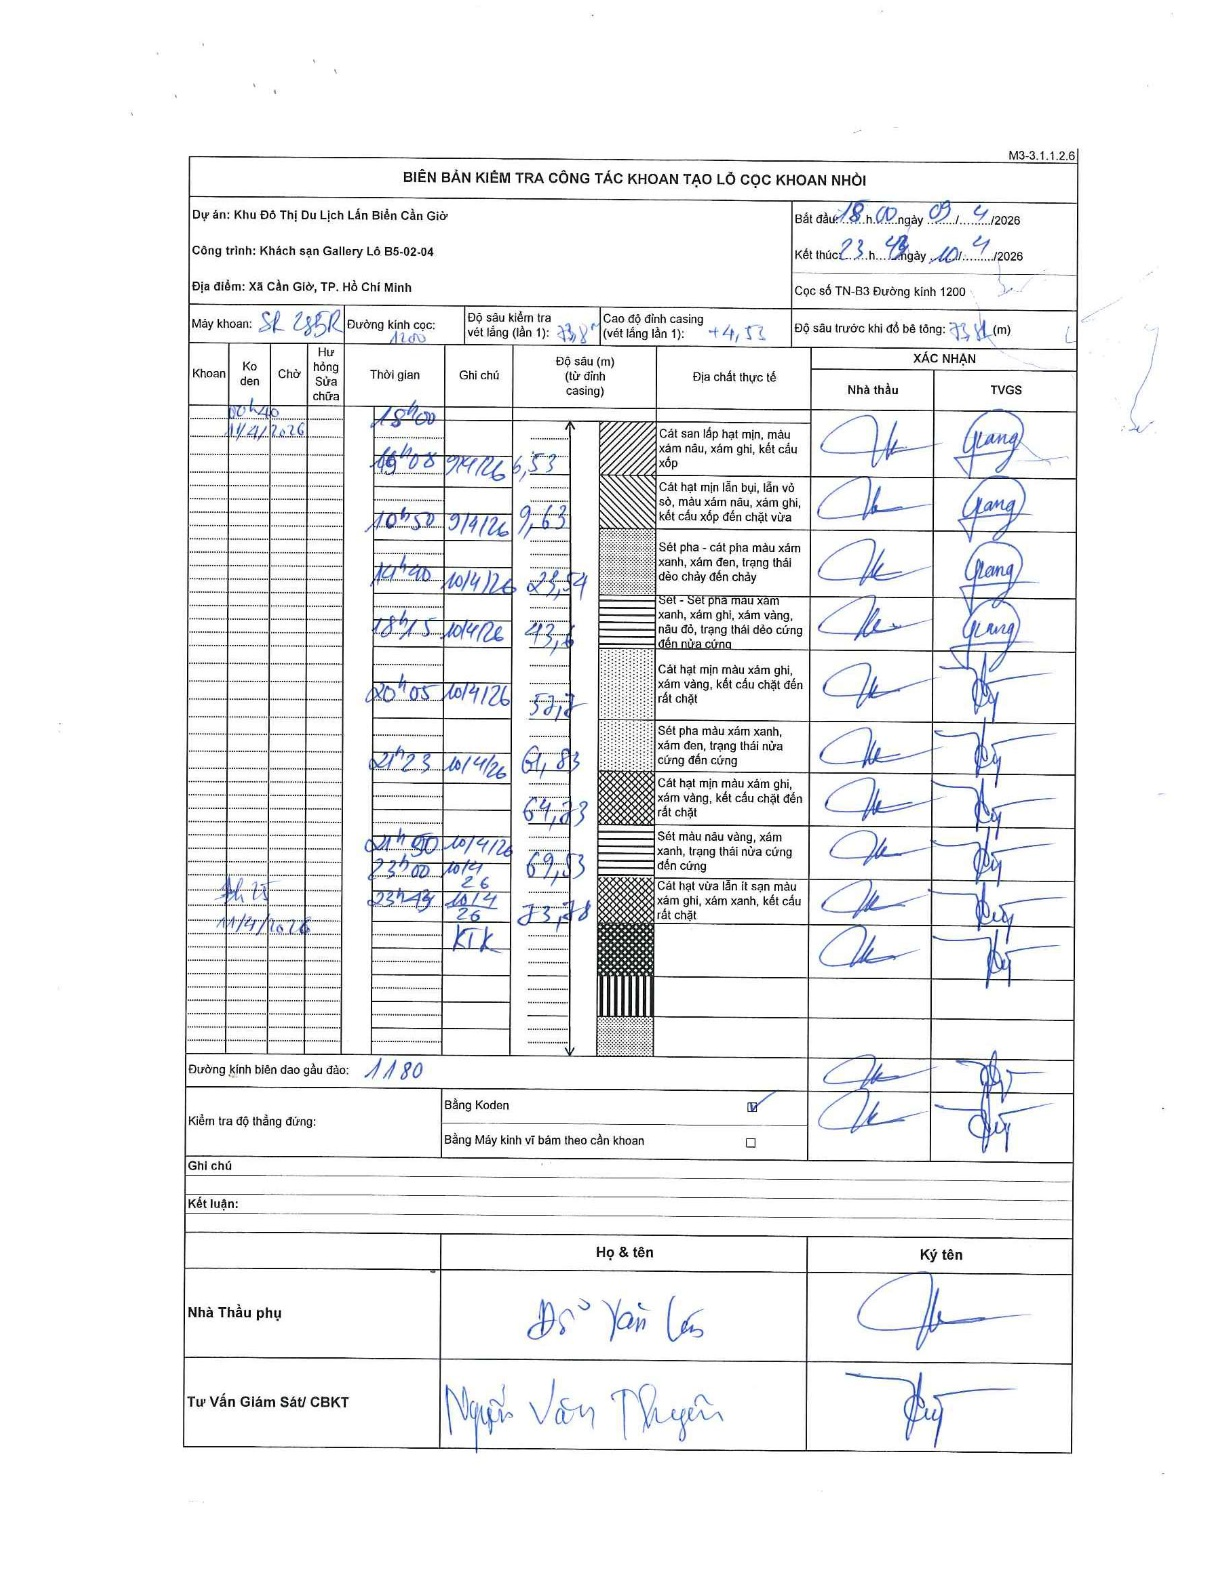 M3-3.1.1.2.6
BIÊN BẢN KIỂM TRA CÔNG TÁC KHOAN TẠO LỖ CỌC KHOAN NHỒI
Dự án: Khu Đô Thị Du Lịch Lấn Biển Cần Giờ
Công trình: Khách sạn Gallery Lô B5-02-04
Địa điểm: Xã Cần Giờ, TP. Hồ Chí Minh
Bắt đầu: 18 h 00 ngày 09 / 4 /2026
Kết thúc: 23 h 43 ngày 10 / 4 /2026
Cọc số TN-B3 Đường kính 1200
Máy khoan: SR 285R
Đường kính cọc: 1200
Độ sâu kiểm tra vét lắng (lần 1): 73,8m
Cao độ đỉnh casing (vét lắng lần 1): +4,53
Độ sâu trước khi đổ bê tông: (m)
Khoan
Ko den
Chờ
Hư hỏng Sửa chữa
Thời gian
Ghi chú
Độ sâu (m) (từ đỉnh casing)
Địa chất thực tế
XÁC NHẬN
Nhà thầu
TVGS
00h40
11/4/2026
18h00
Cát san lấp hạt mịn, màu
xám nâu, xám ghi, kết cấu
xốp
9/4/26 6,53
Giang
Cát hạt mịn lẫn bụi, lẫn vỏ
sò, màu xám nâu, xám ghi,
kết cấu xốp đến chặt vừa
9/4/26 9,63
Giang
Sét pha - cát pha màu xám
xanh, xám đen, trạng thái
dẻo chảy đến chảy
14h40 10/4/26 23,54
Giang
Sét - Sét pha màu xám
xanh, xám ghi, xám vàng,
nâu đỏ, trạng thái dẻo cứng
đến nửa cứng
18h15 10/4/26
Giang
Cát hạt mịn màu xám ghi,
xám vàng, kết cấu chặt đến
rất chặt
20h05 10/4/26
Sét pha màu xám xanh,
xám đen, trạng thái nửa
cứng đến cứng
21h23 10/4/26 61,83
Cát hạt mịn màu xám ghi,
xám vàng, kết cấu chặt đến
rất chặt
64,73
Sét màu nâu vàng, xám
xanh, trạng thái nửa cứng
đến cứng
21h50 10/4/26
23h00 10/4/26 69,53
Cát hạt vừa lẫn ít sạn màu
xám ghi, xám xanh, kết cấu
rất chặt
23h43 10/4/26 73,78
11/4/2026
KTK
Đường kính biên dao gầu đào: 1180
Kiểm tra độ thẳng đứng:
Bằng Koden
Bằng Máy kinh vĩ bám theo cần khoan
Ghi chú
Kết luận:
Họ & tên
Ký tên
Nhà Thầu phụ
Tư Vấn Giám Sát/ CBKT
Nguyễn Văn Thuyên